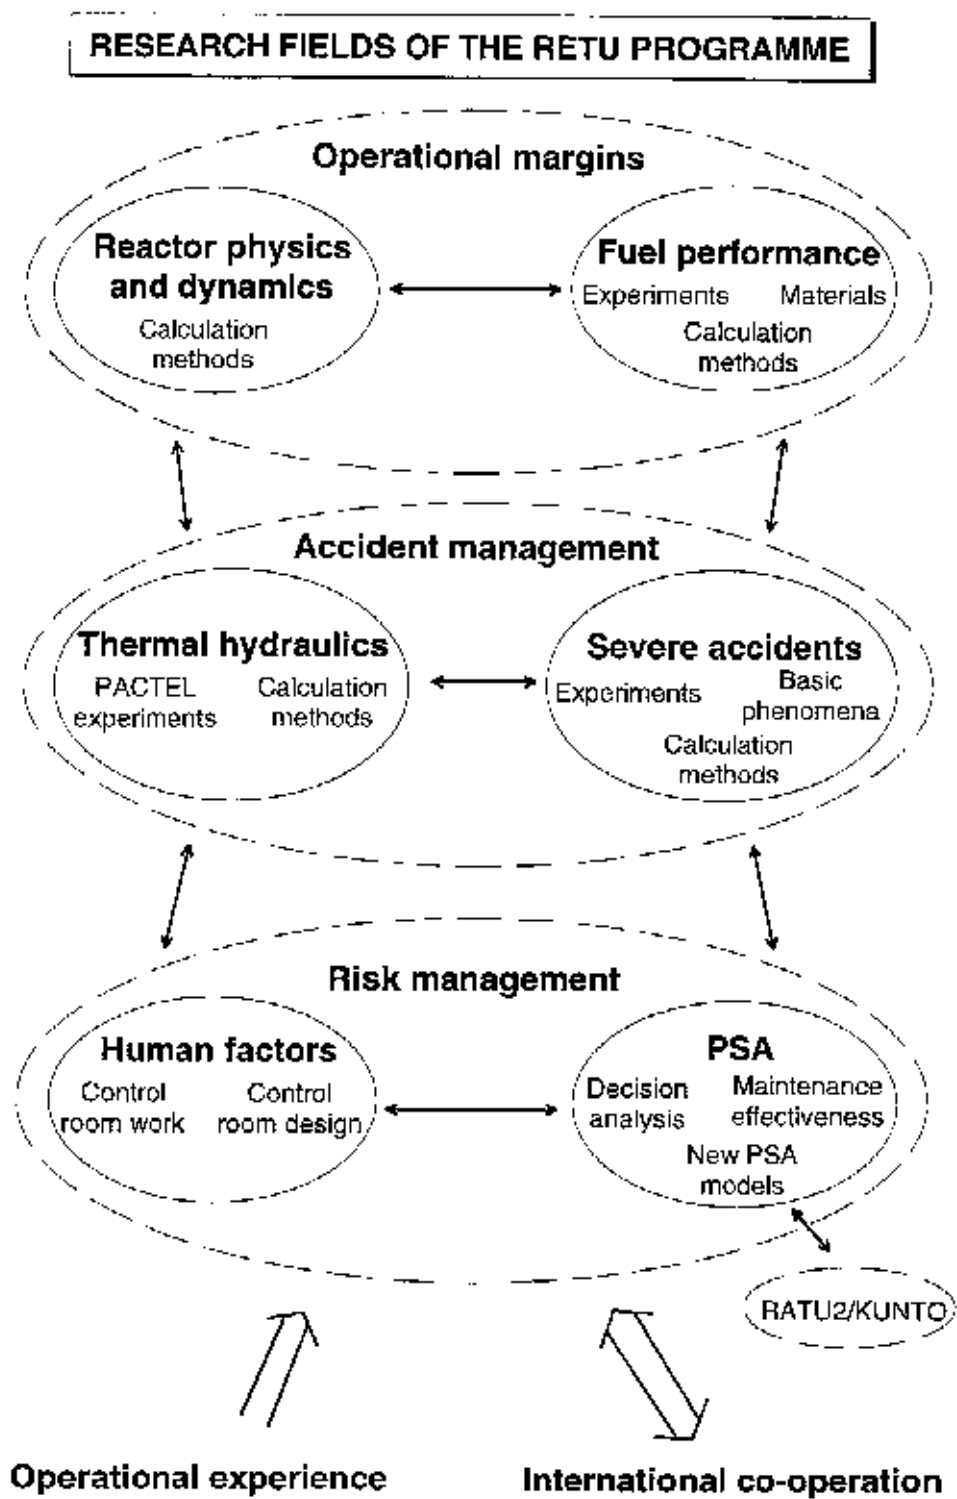 RESEARCH FIELDS OF THE RETU PROGRAMME
Operational margins
Reactor physics
and dynamics
Calculation
methods
Fuel performance
Experiments
Materials
Calculation
methods
Accident management
Thermal hydraulics
PACTEL
experiments
Calculation
methods
Severe accidents
Experiments
Basic
phenomena
Calculation
methods
Risk management
Human factors
Control
room work
Control
room design
PSA
Decision
analysis
Maintenance
effectiveness
New PSA
models
RATU2/KUNTO
Operational experience
International co-operation